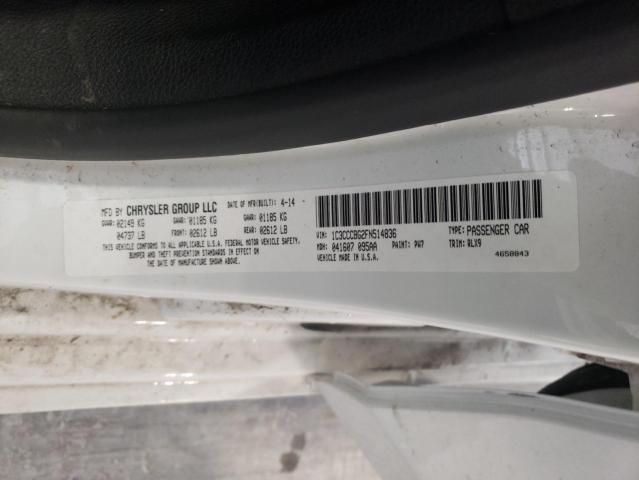 MFD BY CHRYSLER GROUP LLC DATE OF MFR(BUILT): 4-14
GVWR: 02149 KG GAWR: 01185 KG GAWR: 01185 KG
04737 LB FRONT: 02612 LB REAR: 02612 LB
THIS VEHICLE CONFORMS TO ALL APPLICABLE U.S.A. FEDERAL MOTOR VEHICLE SAFETY,
BUMPER AND THEFT PREVENTION STANDARDS IN EFFECT ON
THE DATE OF MANUFACTURE SHOWN ABOVE.
VIN: 1C3CCCBG2FN514836 TYPE: PASSENGER CAR
MDH: 041607 095AA PAINT: PW7 TRIM: RLX9
VEHICLE MADE IN U.S.A. 4658843